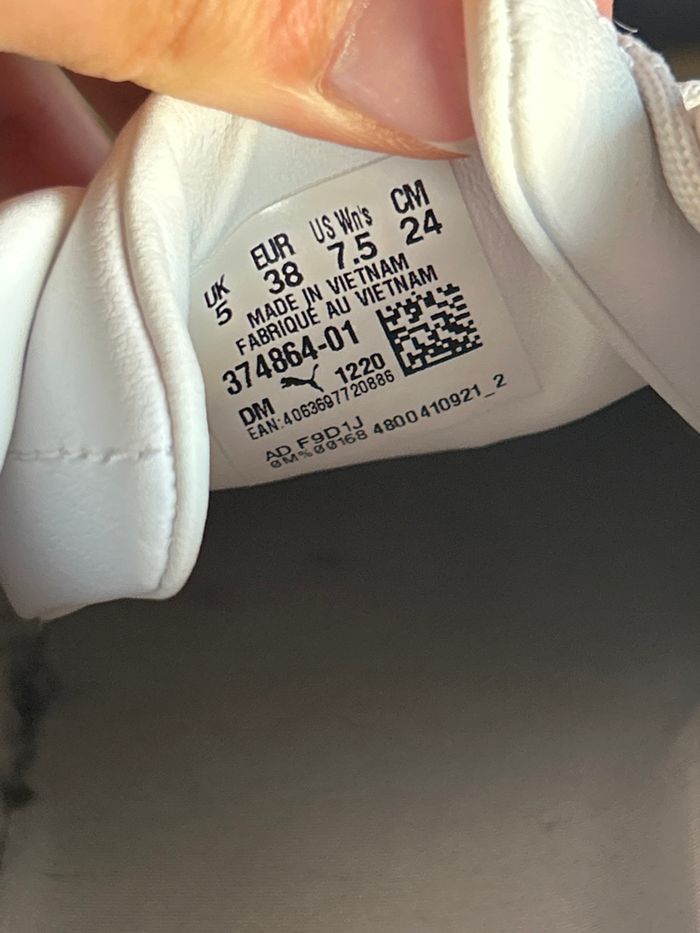 UK EUR US Wn's CM
5 38 7.5 24
MADE IN VIETNAM
FABRIQUÉ AU VIETNAM
374864-01
DM 1220
EAN:4063697720886
AD F9D1J
0M%00168 4800410921_2